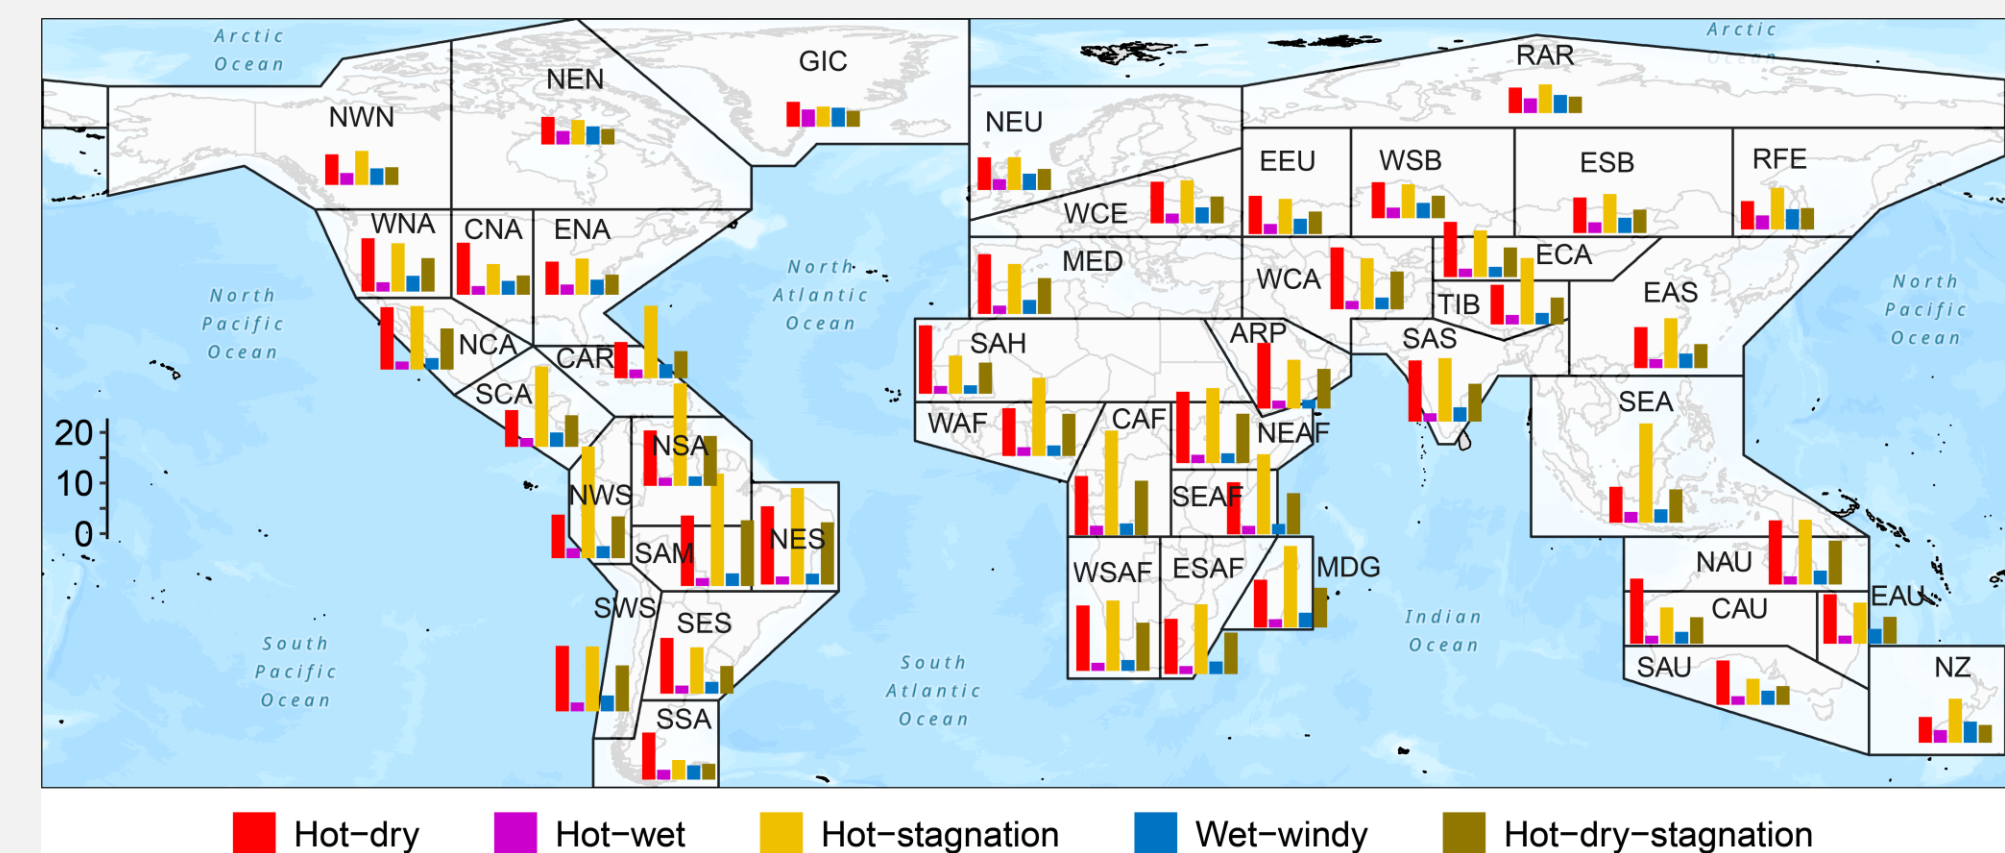 Arctic
Ocean
Arctic
Ocean
GIC
RAR
NEN
NWN
NEU
EEU
WSB
ESB
RFE
WCE
WNA
CNA
ENA
MED
WCA
ECA
North
Pacific
Ocean
North
Atlantic
Ocean
TIB
EAS
North
Pacific
Ocean
NCA
CAR
SAH
ARP
SAS
SCA
SEA
WAF
CAF
NEAF
20
10
0
NSA
NWS
SEAF
NES
SAM
WSAF
ESAF
MDG
NAU
SWS
SES
CAU
EAU
Indian
Ocean
South
Pacific
Ocean
South
Atlantic
Ocean
SAU
NZ
SSA
Hot−dry
Hot−wet
Hot−stagnation
Wet−windy
Hot−dry−stagnation